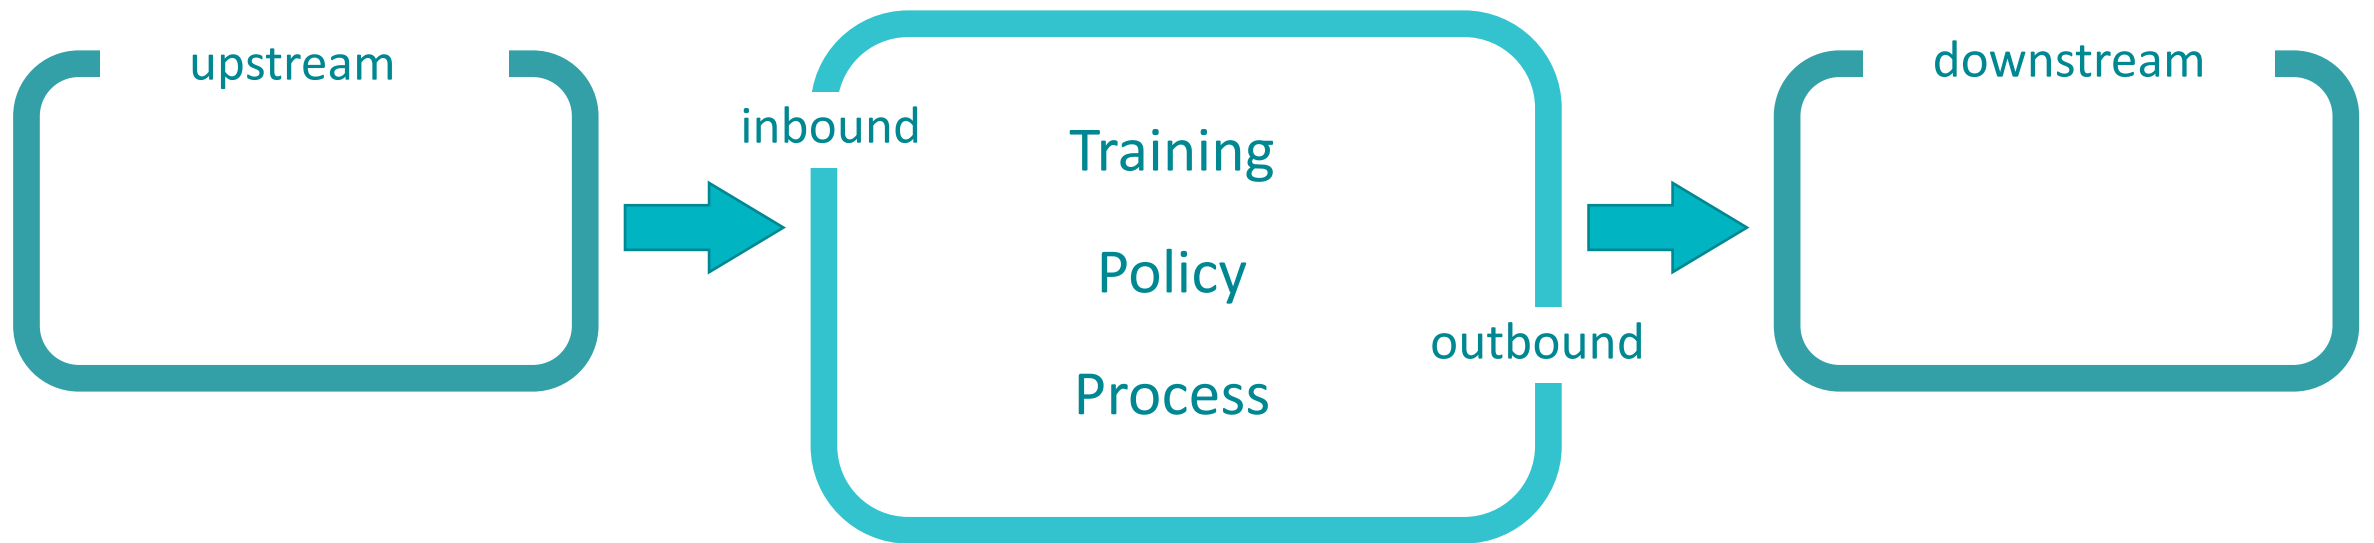 upstream
inbound
Training
Policy
Process
outbound
downstream